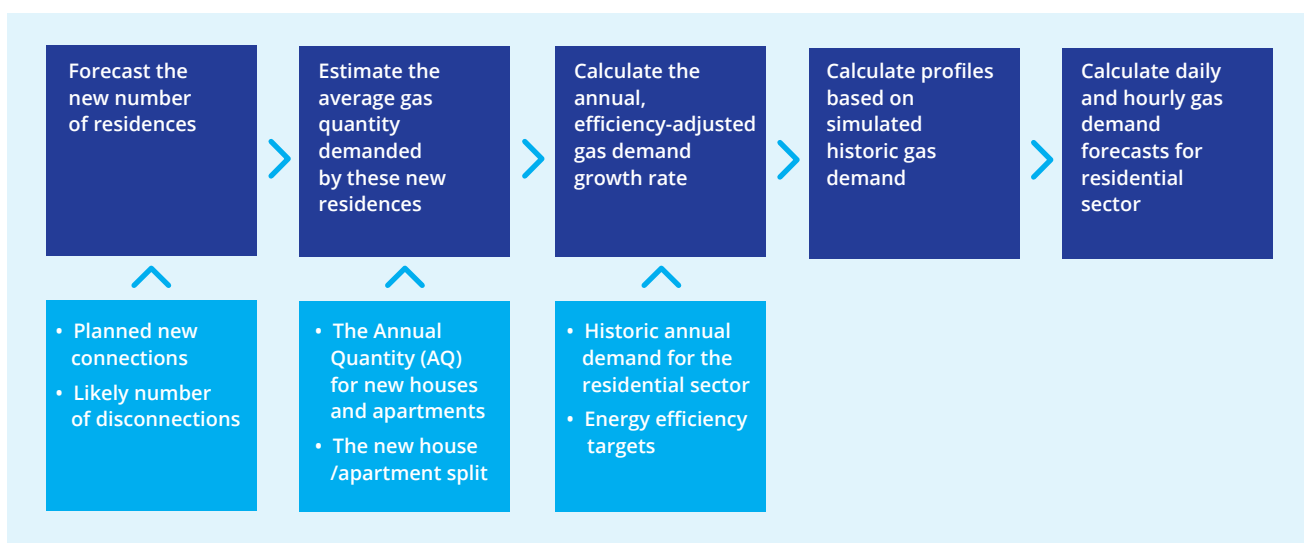 Forecast the
new number
of residences
Estimate the
average gas
quantity
demanded
by these new
residences
Calculate the
annual,
efficiency-adjusted
gas demand
growth rate
Calculate profiles
based on
simulated
historic gas
demand
Calculate daily
and hourly gas
demand
forecasts for
residential
sector
• Planned new
connections
• Likely number
of disconnections
• The Annual
Quantity (AQ)
for new houses
and apartments
• The new house
/apartment split
• Historic annual
demand for the
residential sector
• Energy efficiency
targets